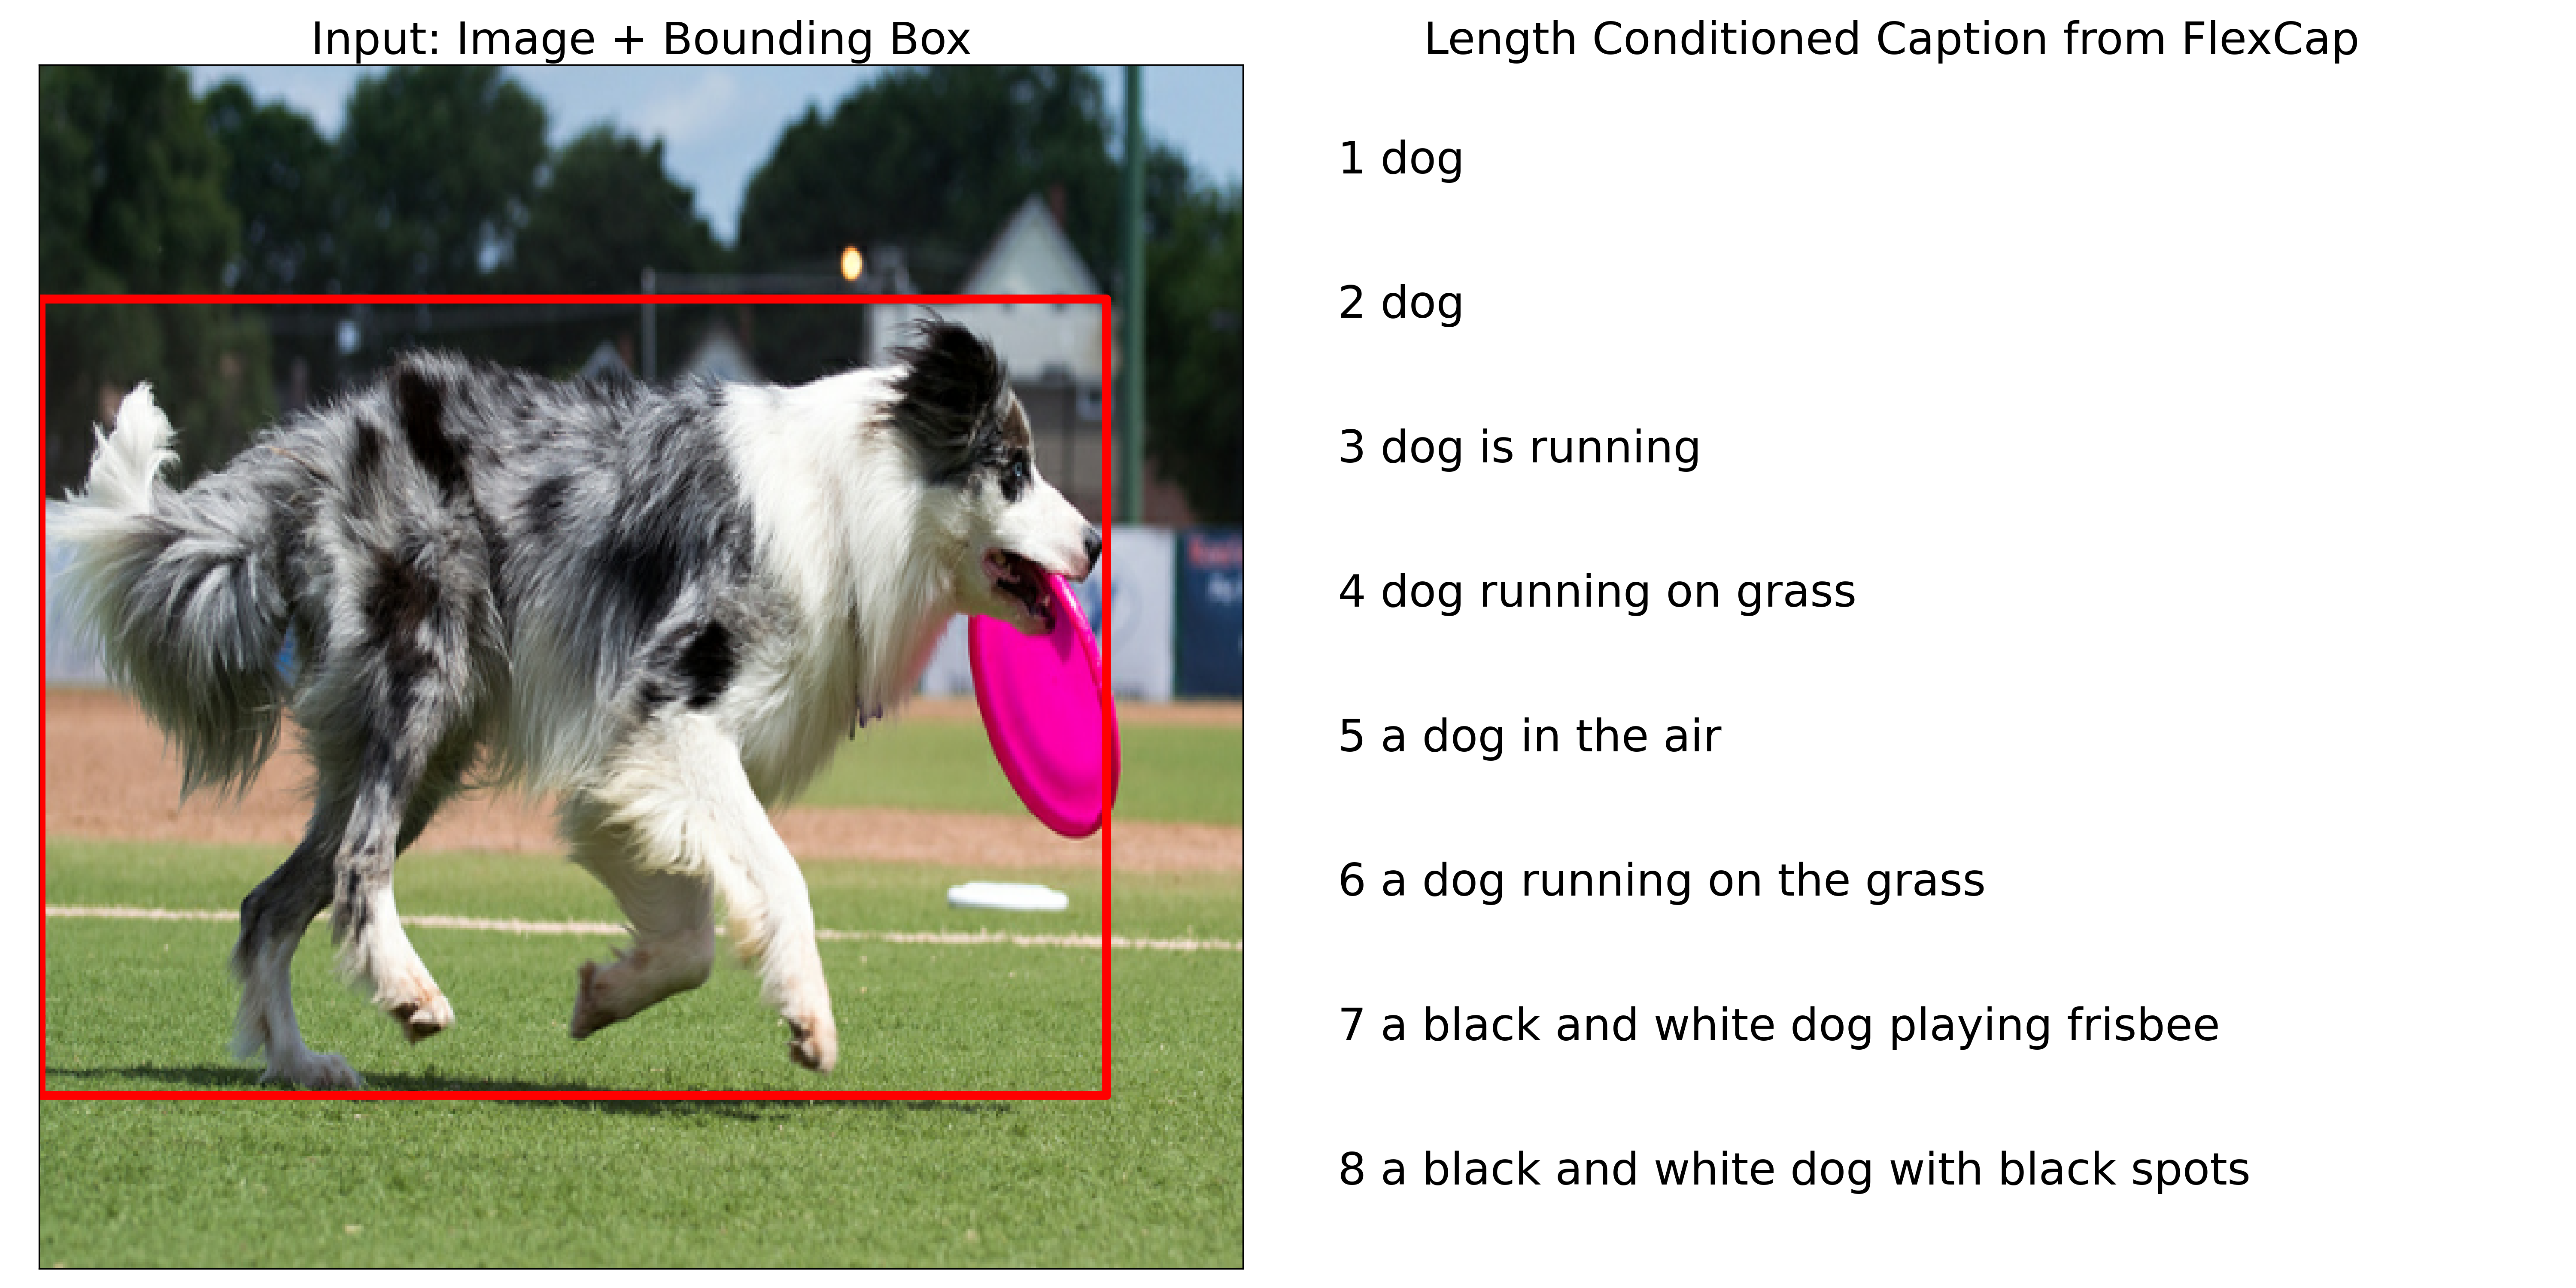 Input: Image + Bounding Box
Length Conditioned Caption from FlexCap
1 dog
2 dog
3 dog is running
4 dog running on grass
5 a dog in the air
6 a dog running on the grass
7 a black and white dog playing frisbee
8 a black and white dog with black spots